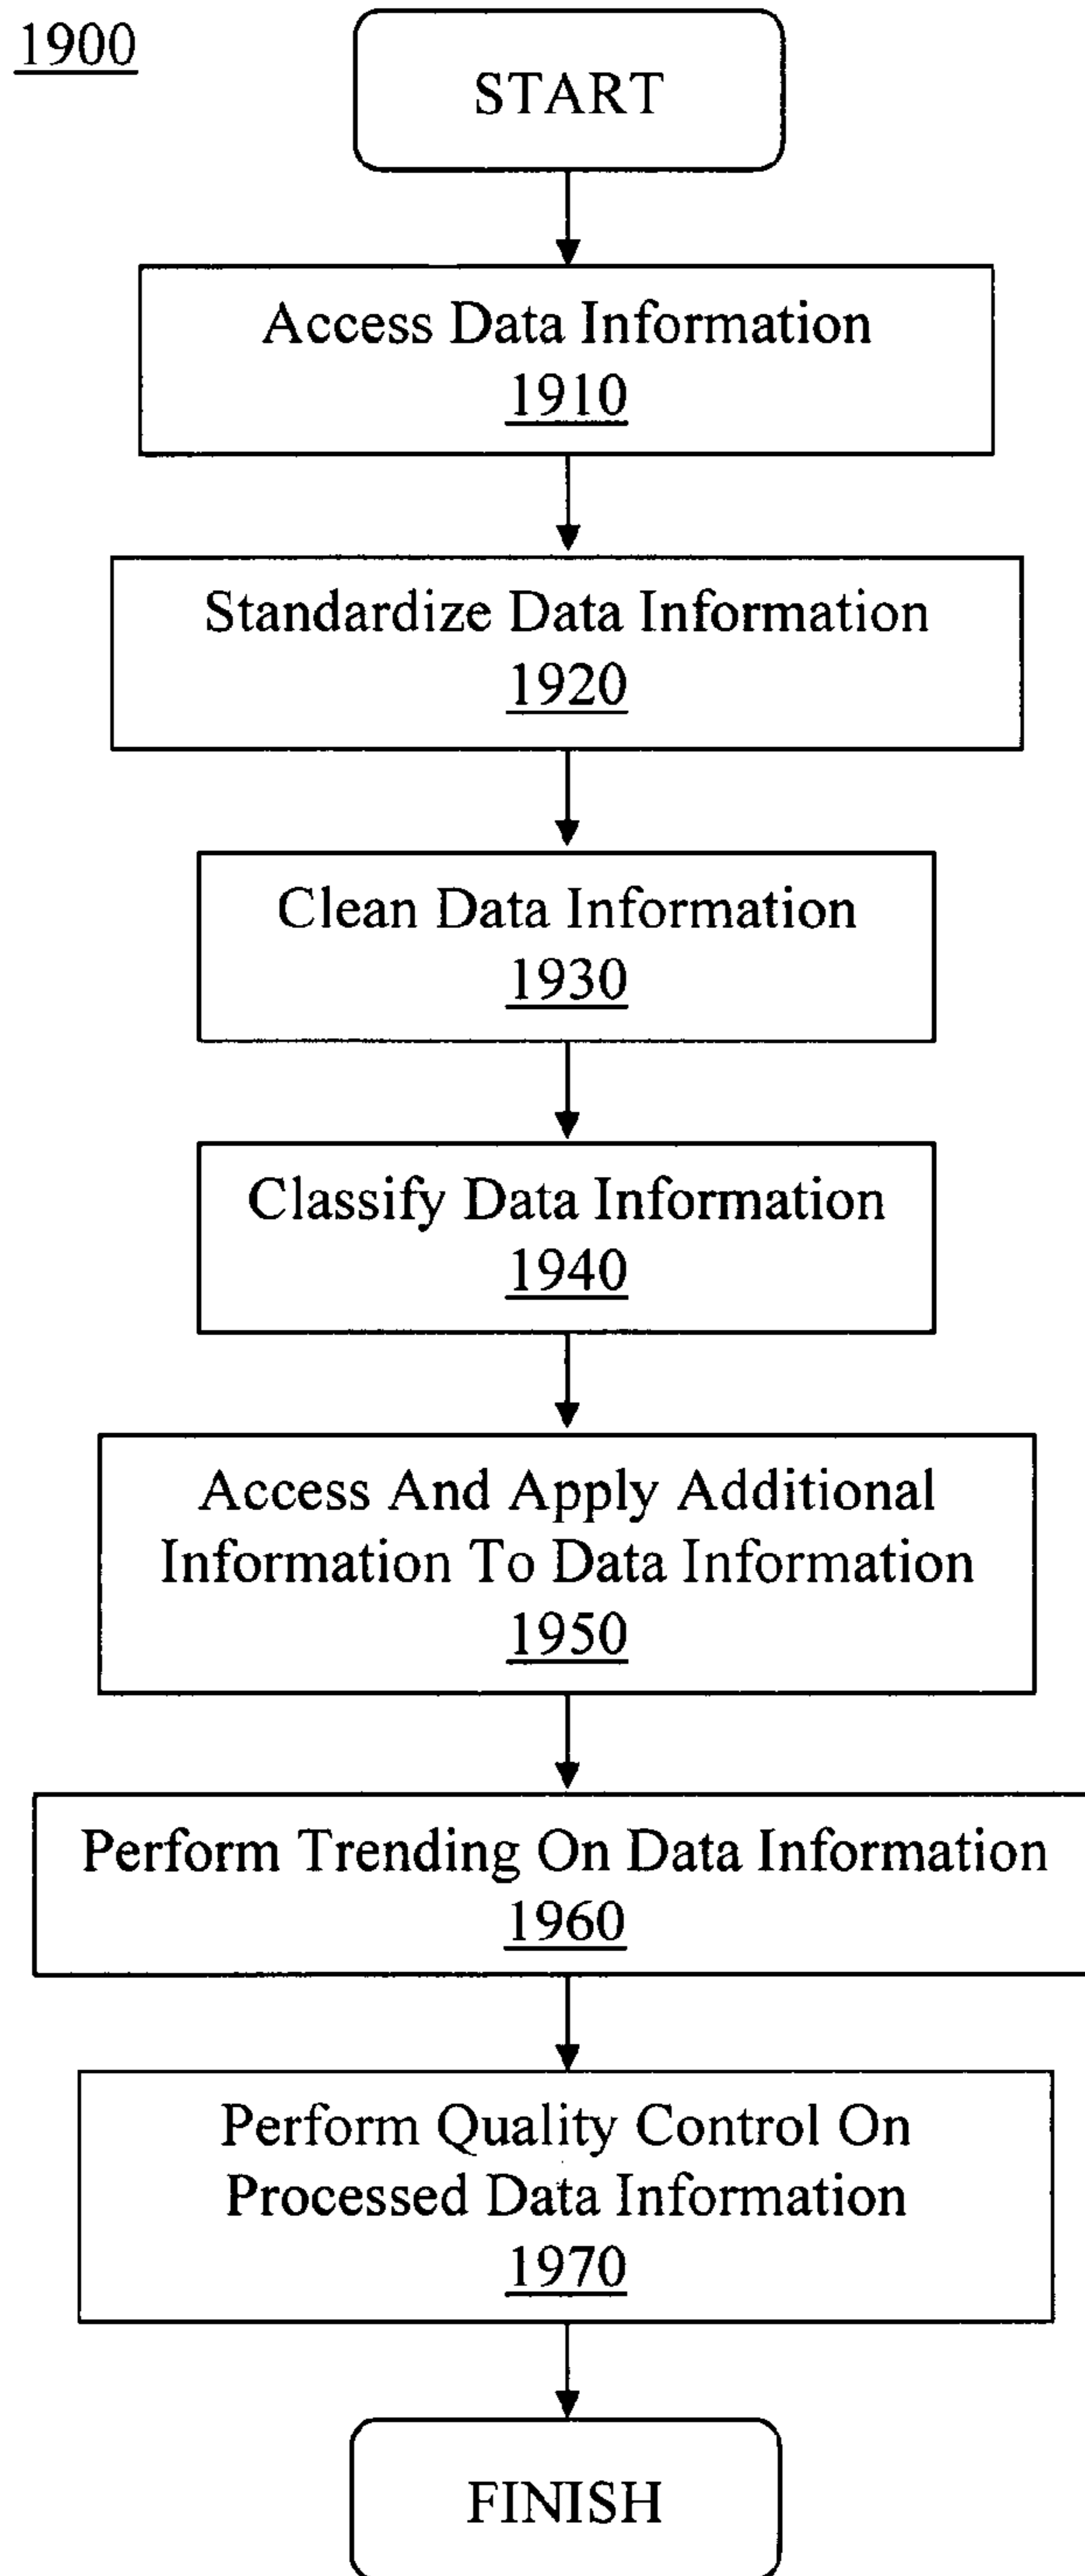 1900
START
Access Data Information
1910
Standardize Data Information
1920
Clean Data Information
1930
Classify Data Information
1940
Access And Apply Additional
Information To Data Information
1950
Perform Trending On Data Information
1960
Perform Quality Control On
Processed Data Information
1970
FINISH